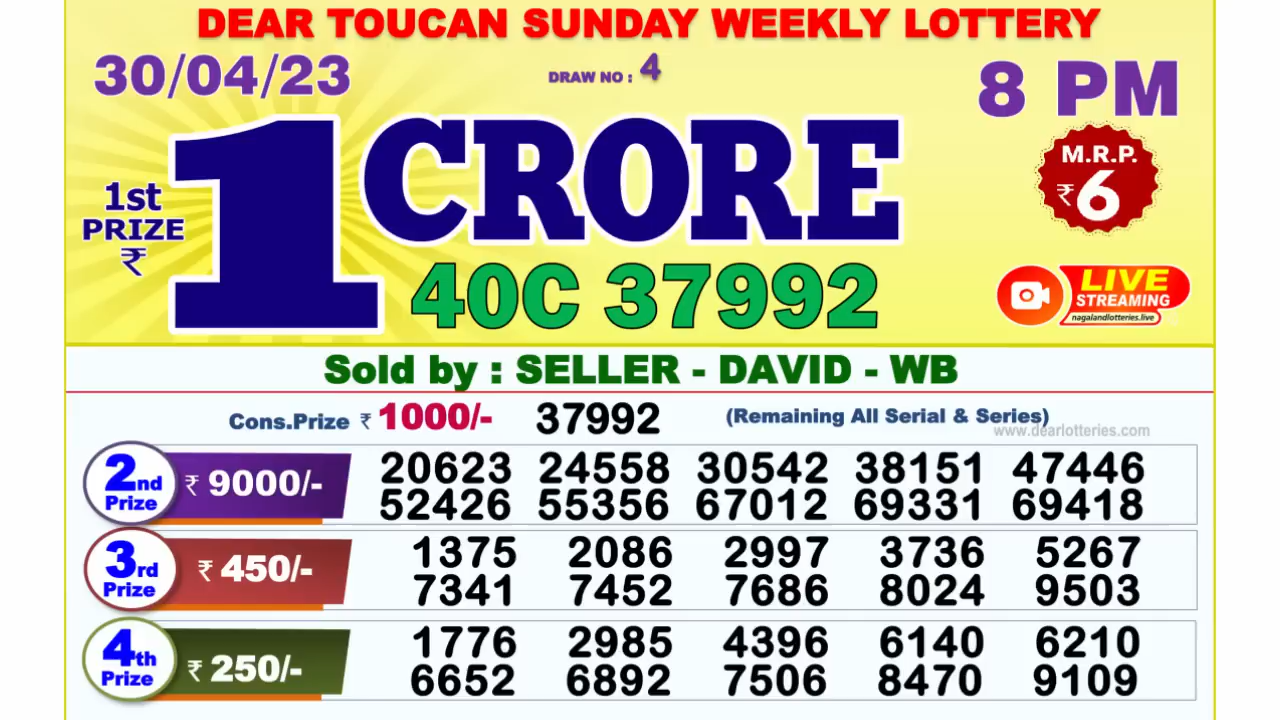 DEAR TOUCAN SUNDAY WEEKLY LOTTERY
30/04/23
DRAW NO : 4
8 PM
1st
PRIZE
₹
1 CRORE
M.R.P.
₹ 6
40C 37992
LIVE
STREAMING
nagalandlotteries.live
Sold by : SELLER - DAVID - WB
Cons.Prize ₹ 1000/- 37992 (Remaining All Serial & Series)
www.dearlotteries.com
2nd
Prize
₹ 9000/-
20623 24558 30542 38151 47446
52426 55356 67012 69331 69418
3rd
Prize
₹ 450/-
1375 2086 2997 3736 5267
7341 7452 7686 8024 9503
4th
Prize
₹ 250/-
1776 2985 4396 6140 6210
6652 6892 7506 8470 9109